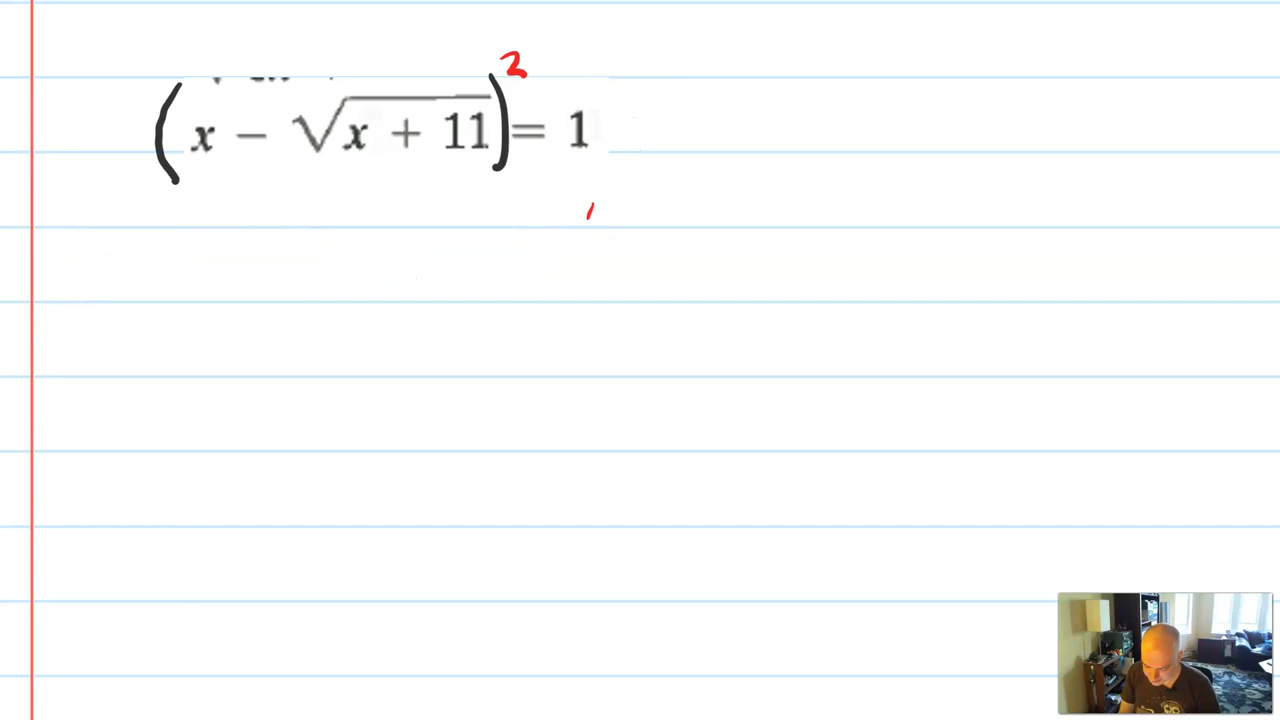 (x − √x + 11)² = 1